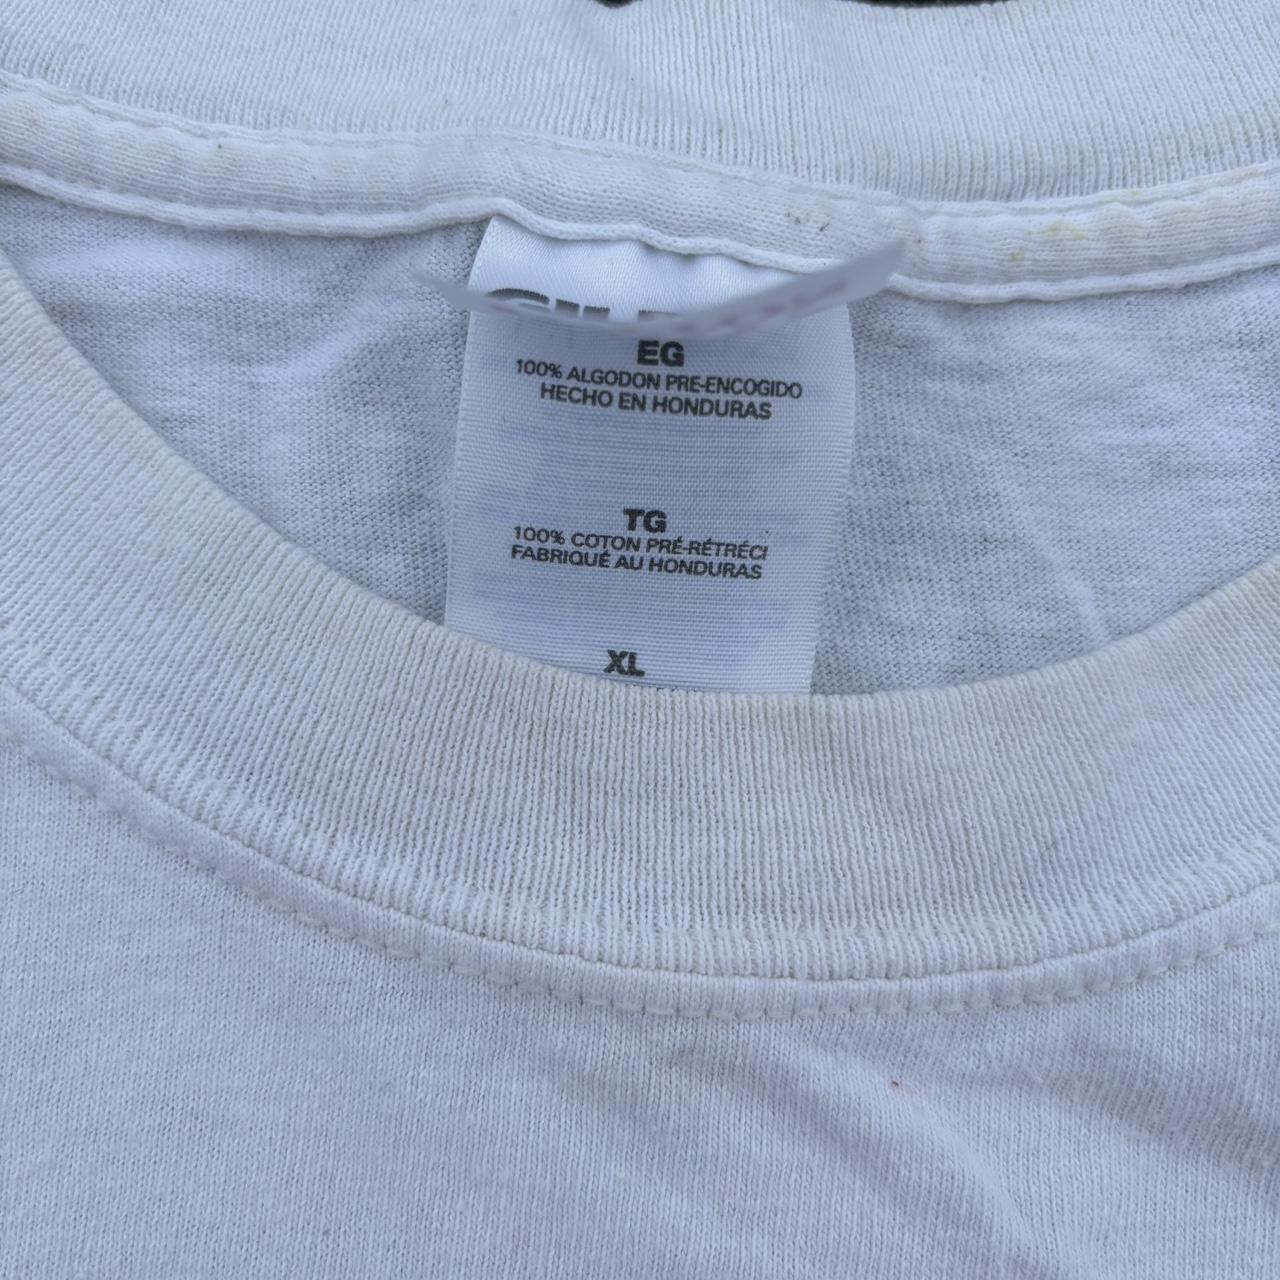 EG
100% ALGODON PRE-ENCOGIDO
HECHO EN HONDURAS
TG
100% COTON PRÉ-RÉTRÉCI
FABRIQUÉ AU HONDURAS
XL